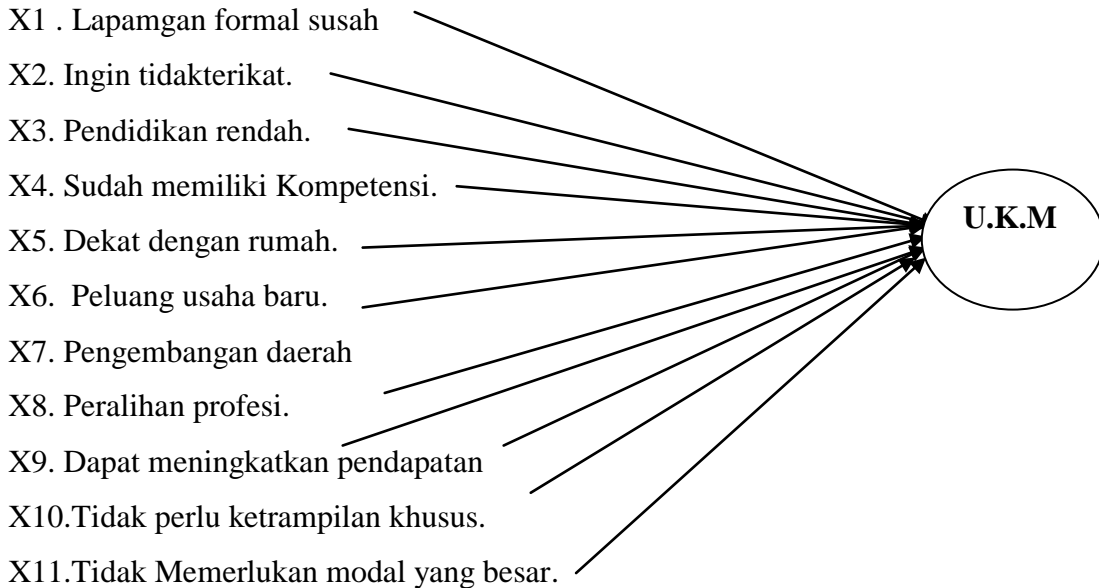 X1 . Lapamgan formal susah
X2. Ingin tidakterikat.
X3. Pendidikan rendah.
X4. Sudah memiliki Kompetensi.
U.K.M
X5. Dekat dengan rumah.
X6. Peluang usaha baru.
X7. Pengembangan daerah
X8. Peralihan profesi.
X9. Dapat meningkatkan pendapatan
X10.Tidak perlu ketrampilan khusus.
X11.Tidak Memerlukan modal yang besar.